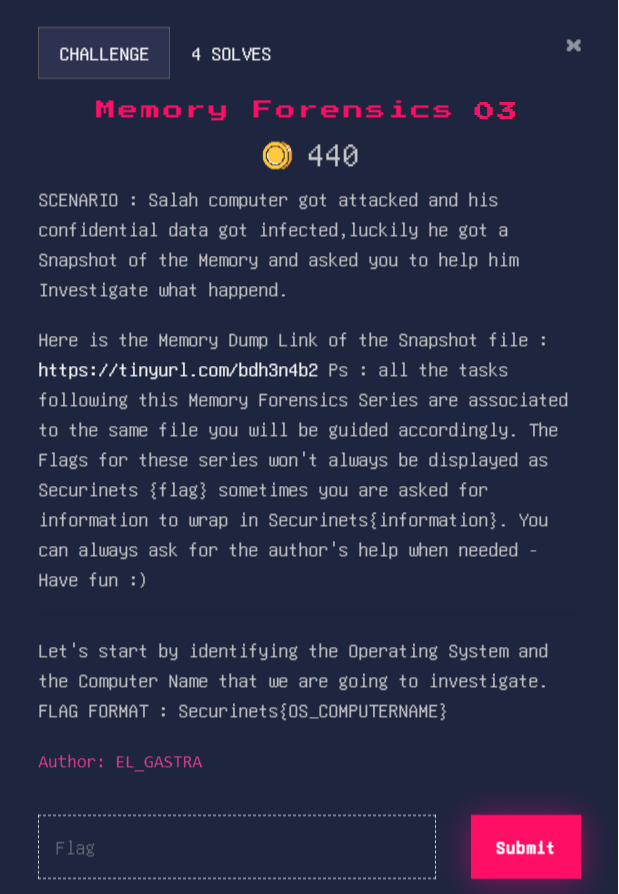 CHALLENGE
4 SOLVES
Memory Forensics 03
440
SCENARIO : Salah computer got attacked and his
confidential data got infected,luckily he got a
Snapshot of the Memory and asked you to help him
Investigate what happend.
Here is the Memory Dump Link of the Snapshot file :
https://tinyurl.com/bdh3n4b2 Ps : all the tasks
following this Memory Forensics Series are associated
to the same file you will be guided accordingly. The
Flags for these series won't always be displayed as
Securinets {flag} sometimes you are asked for
information to wrap in Securinets{information}. You
can always ask for the author's help when needed -
Have fun :)
Let's start by identifying the Operating System and
the Computer Name that we are going to investigate.
FLAG FORMAT : Securinets{OS_COMPUTERNAME}
Author: EL_GASTRA
Flag
Submit